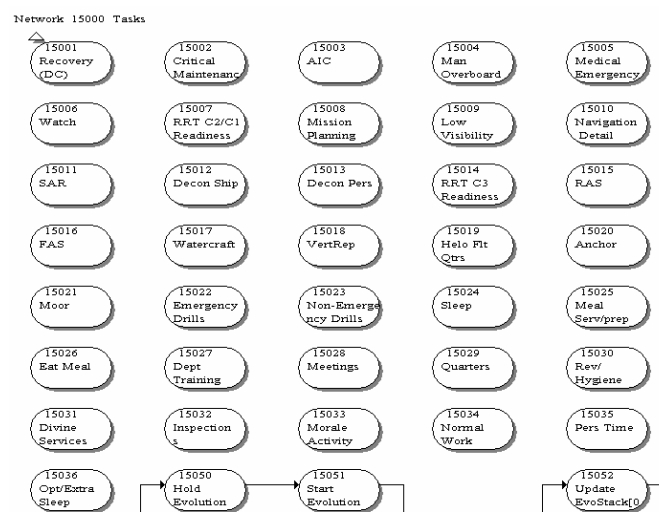 Network 15000 Tasks
15001
Recovery
(DC)
15002
Critical
Maintenanc
15003
AIC
15004
Man
Overboard
15005
Medical
Emergency
15006
Watch
15007
RRT C2/C1
Readiness
15008
Mission
Planning
15009
Low
Visibility
15010
Navigation
Detail
15011
SAR
15012
Decon Ship
15013
Decon Pers
15014
RRT C3
Readiness
15015
RAS
15016
FAS
15017
Watercraft
15018
VertRep
15019
Helo Flt
Qtrs
15020
Anchor
15021
Moor
15022
Emergency
Drills
15023
Non-Emerge
ncy Drills
15024
Sleep
15025
Meal
Serv/prep
15026
Eat Meal
15027
Dept
Training
15028
Meetings
15029
Quarters
15030
Rev/
Hygiene
15031
Divine
Services
15032
Inspection
s
15033
Morale
Activity
15034
Normal
Work
15035
Pers Time
15036
Opt/Extra
Sleep
15050
Hold
Evolution
15051
Start
Evolution
15052
Update
EvoStack[0